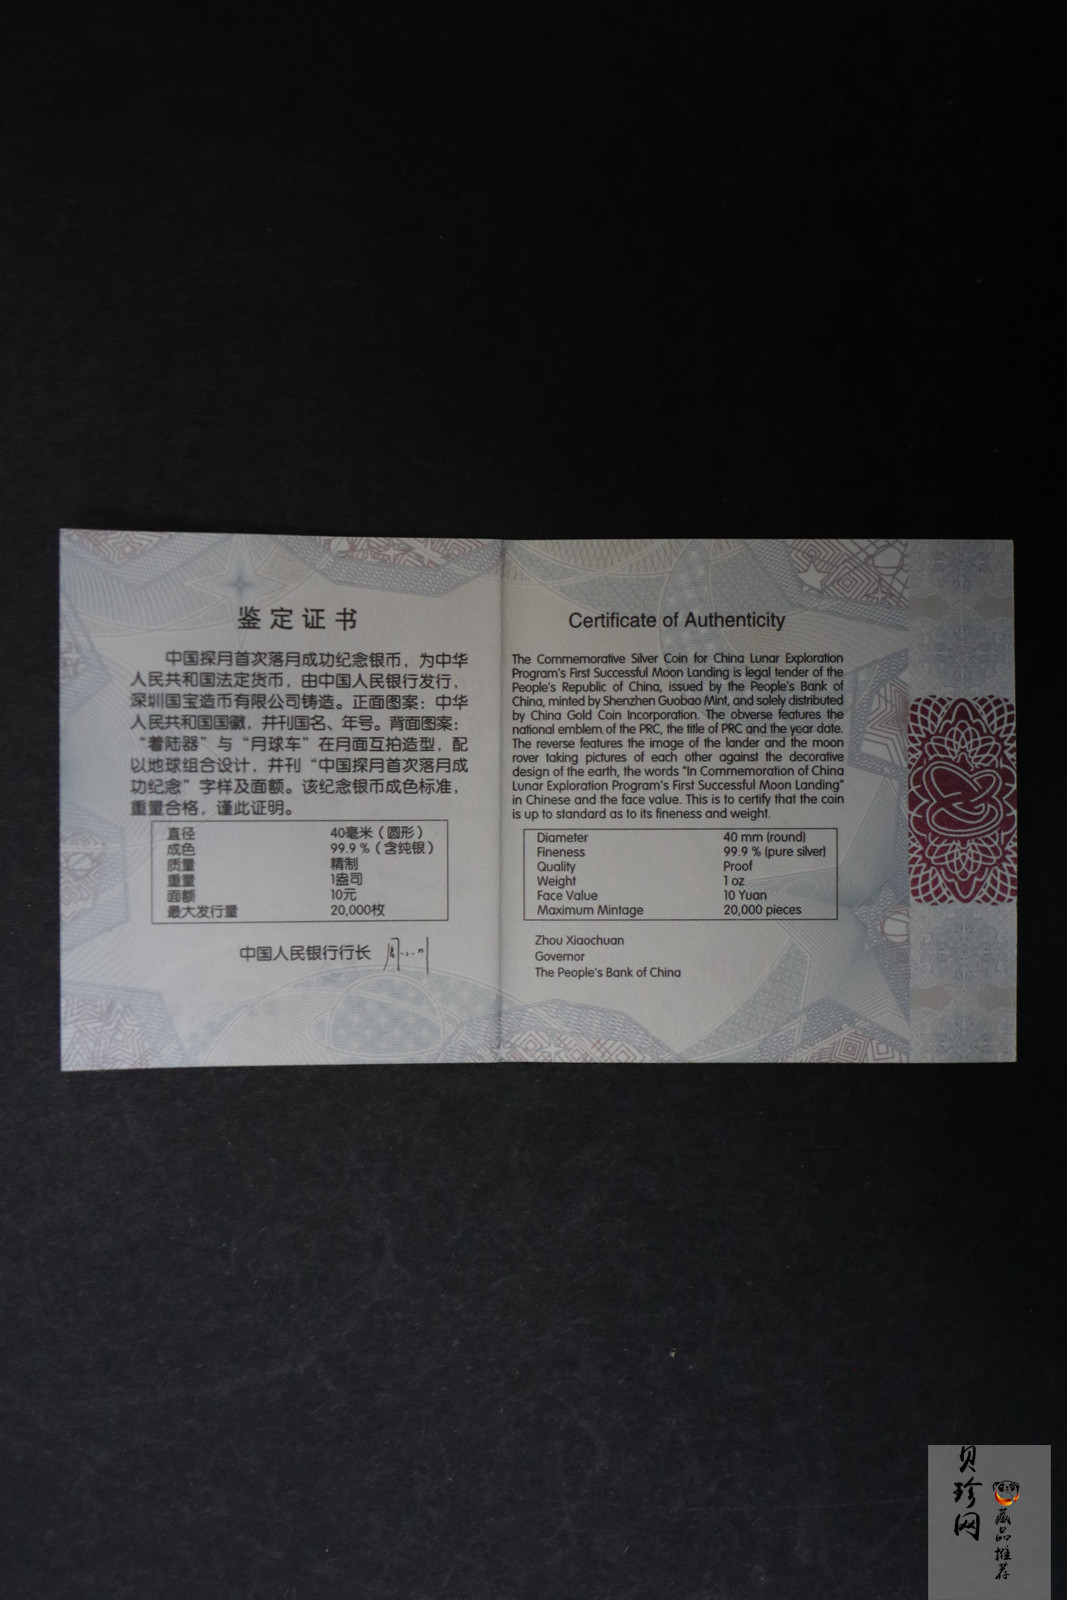 鉴定证书
中国探月首次落月成功纪念银币，为中华
人民共和国法定货币，由中国人民银行发行，
深圳国宝造币有限公司铸造。正面图案：中华
人民共和国国徽，并刊国名、年号。背面图案：
“着陆器”与“月球车”在月面互拍造型，配
以地球组合设计，并刊“中国探月首次落月成
功纪念”字样及面额。该纪念银币成色标准，
重量合格，谨此证明。
直径 40毫米（圆形）
成色 99.9 %（含纯银）
质量 精制
重量 1盎司
面额 10元
最大发行量 20,000枚
中国人民银行行长
Certificate of Authenticity
The Commemorative Silver Coin for China Lunar Exploration
Program's First Successful Moon Landing is legal tender of the
People's Republic of China, issued by the People's Bank of
China, minted by Shenzhen Guobao Mint, and solely distributed
by China Gold Coin Incorporation. The obverse features the
national emblem of the PRC, the title of PRC and the year date.
The reverse features the image of the lander and the moon
rover taking pictures of each other against the decorative
design of the earth, the words "In Commemoration of China
Lunar Exploration Program's First Successful Moon Landing"
in Chinese and the face value. This is to certify that the coin
is up to standard as to its fineness and weight.
Diameter 40 mm (round)
Fineness 99.9 % (pure silver)
Quality Proof
Weight 1 oz
Face Value 10 Yuan
Maximum Mintage 20,000 pieces
Zhou Xiaochuan
Governor
The People's Bank of China
贝珍网
藏品推荐